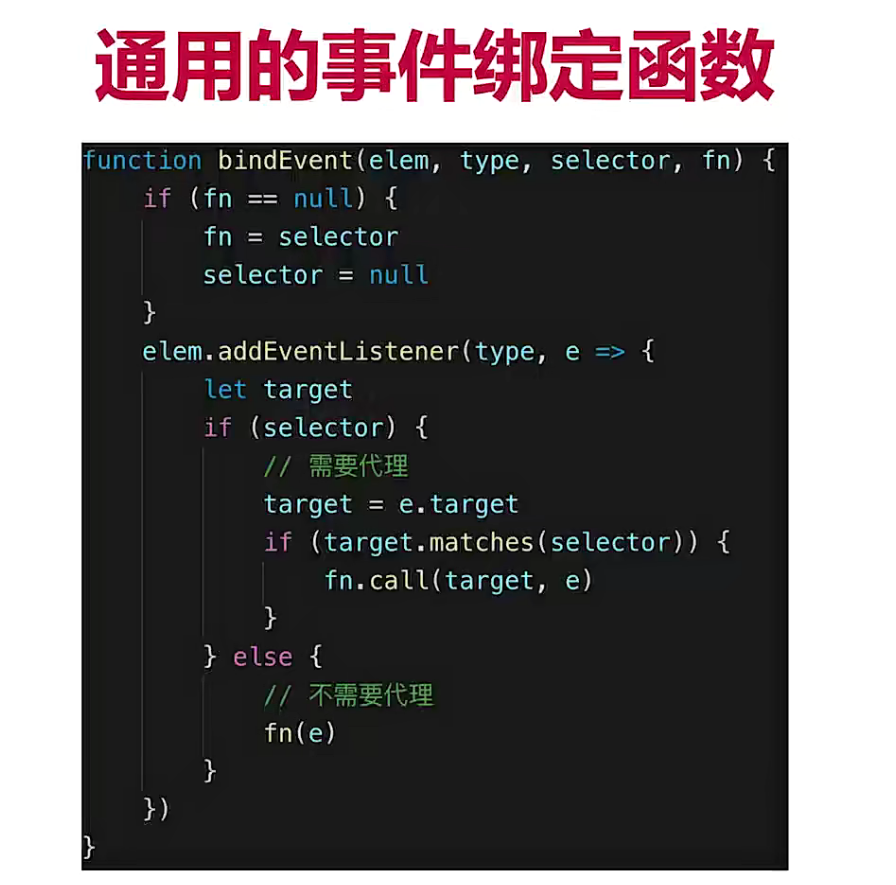 通用的事件绑定函数
function bindEvent(elem, type, selector, fn) {
    if (fn == null) {
        fn = selector
        selector = null
    }
    elem.addEventListener(type, e => {
        let target
        if (selector) {
            // 需要代理
            target = e.target
            if (target.matches(selector)) {
                fn.call(target, e)
            }
        } else {
            // 不需要代理
            fn(e)
        }
    })
}